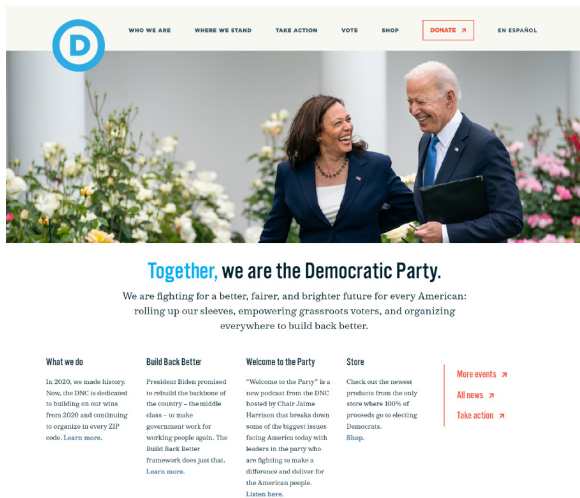 WHO WE ARE WHERE WE STAND TAKE ACTION VOTE SHOP DONATE EN ESPAÑOL
D
Together, we are the Democratic Party.
We are fighting for a better, fairer, and brighter future for every American:
rolling up our sleeves, empowering grassroots voters, and organizing
everywhere to build back better.
What we do
In 2020, we made history.
Now, the DNC is dedicated
to building on our wins
from 2020 and continuing
to organize in every ZIP
code. Learn more.
Build Back Better
President Biden promised
to rebuild the backbone of
the country – the middle
class – to make
government work for
working people again. The
Build Back Better
framework does just that.
Learn more.
Welcome to the Party
“Welcome to the Party” is a
new podcast from the DNC
hosted by Chair Jaime
Harrison that breaks down
some of the biggest issues
facing America today with
leaders in the party who
are fighting to make a
difference and deliver for
the American people.
Listen here.
Store
Check out the newest
products from the only
store where 100% of
proceeds go to electing
Democrats.
Shop.
More events
All news
Take action